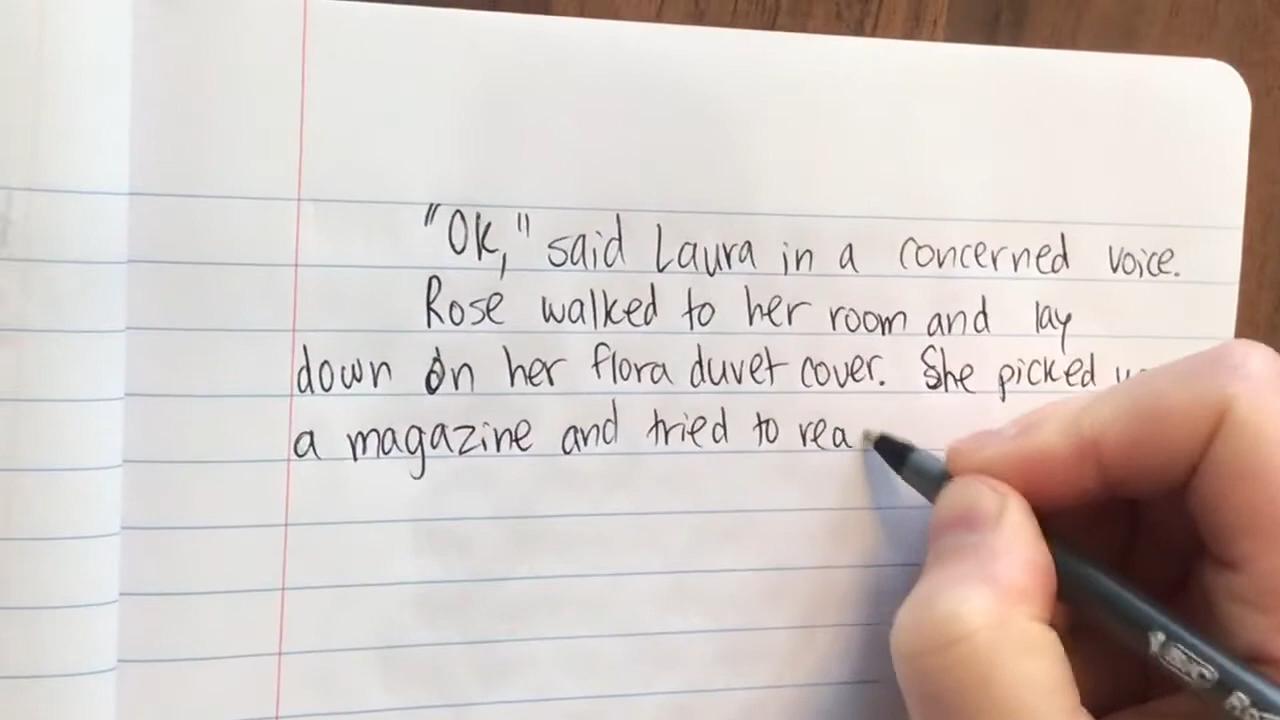 "Ok," said Laura in a concerned voice.
Rose walked to her room and lay
down on her flora duvet cover. She picked
a magazine and tried to rea
BIC